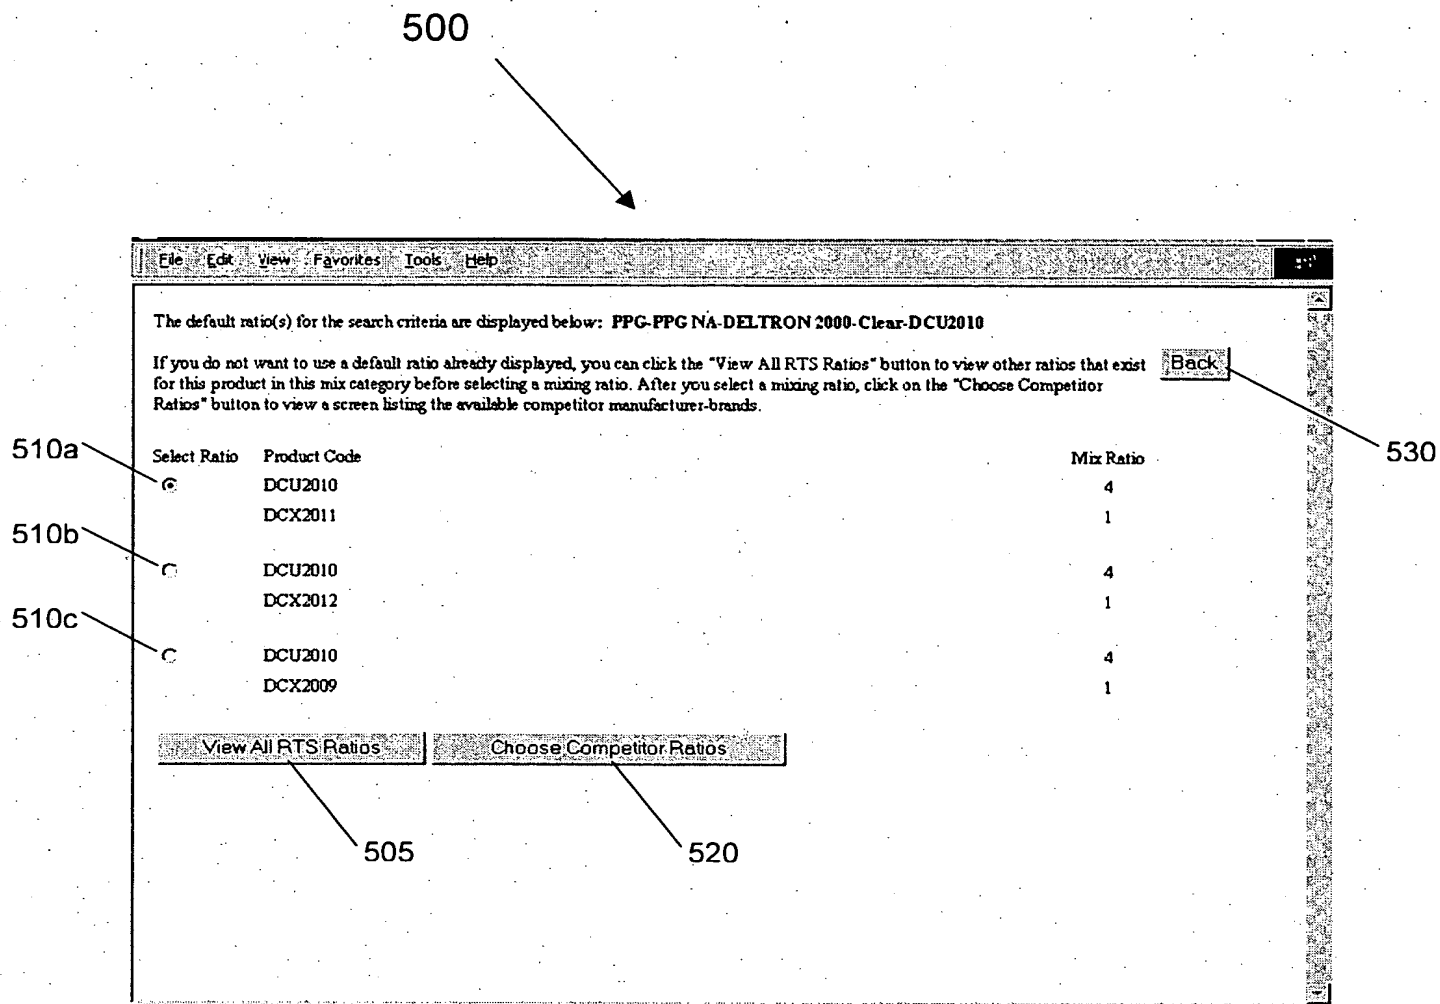 500
File Edit View Favorites Tools Help
The default ratio(s) for the search criteria are displayed below: PPG-PPG NA-DELTRON 2000-Clear-DCU2010
If you do not want to use a default ratio already displayed, you can click the "View All RTS Ratios" button to view other ratios that exist
for this product in this mix category before selecting a mixing ratio. After you select a mixing ratio, click on the "Choose Competitor
Ratios" button to view a screen listing the available competitor manufacturer-brands.
Back
530
510a
Select Ratio Product Code Mix Ratio
DCU2010 4
DCX2011 1
510b
DCU2010 4
DCX2012 1
510c
DCU2010 4
DCX2009 1
View All RTS Ratios Choose Competitor Ratios
505 520